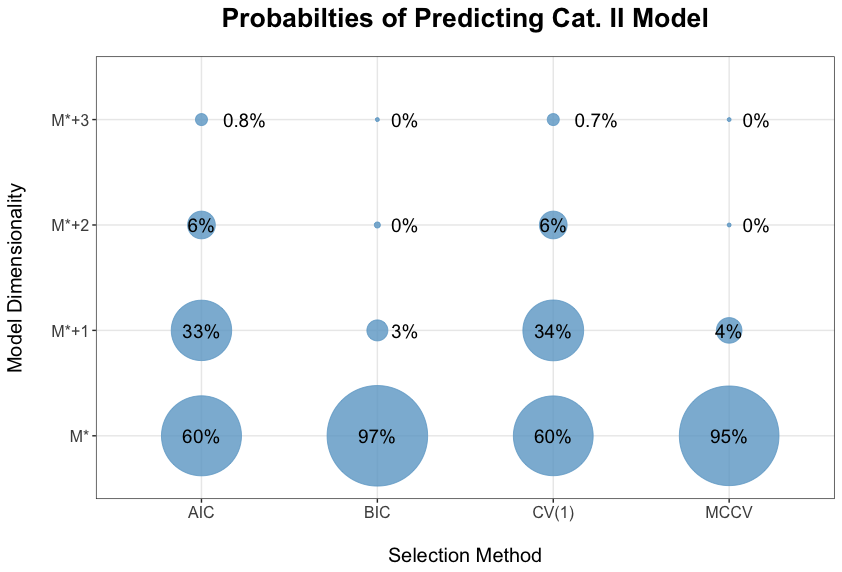 Probabilties of Predicting Cat. II Model
M*+3
0.8%
0%
0.7%
0%
M*+2
6%
0%
6%
0%
M*+1
33%
3%
34%
4%
M*
60%
97%
60%
95%
Model Dimensionality
AIC
BIC
CV(1)
MCCV
Selection Method